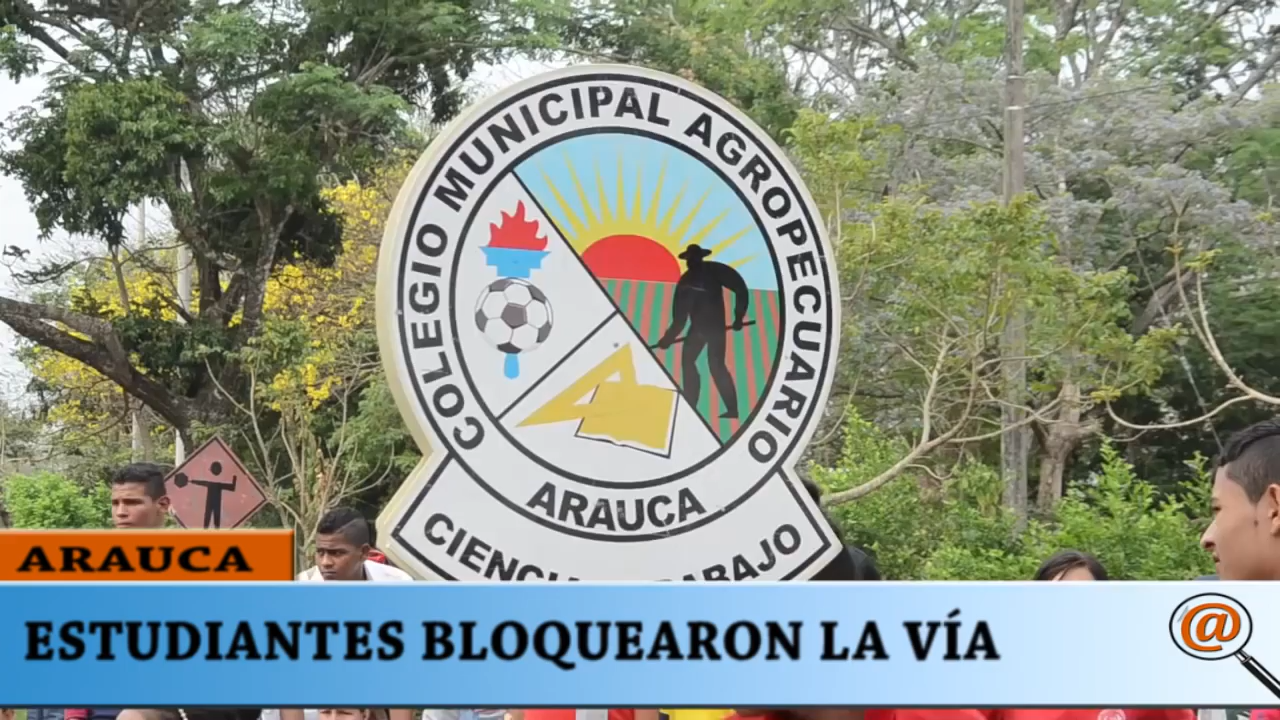 COLEGIO MUNICIPAL AGROPECUARIO
ARAUCA
ARAUCA
ESTUDIANTES BLOQUEARON LA VÍA
@